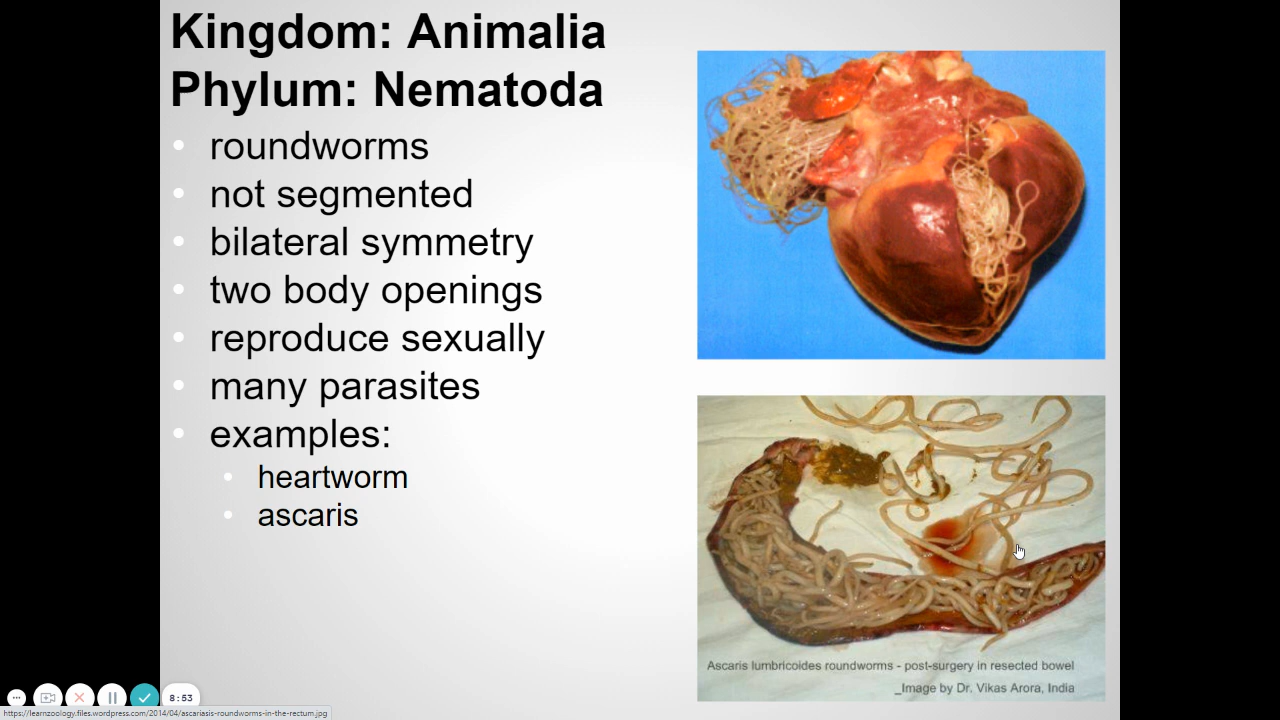 Kingdom: Animalia
Phylum: Nematoda
roundworms
not segmented
bilateral symmetry
two body openings
reproduce sexually
many parasites
examples:
heartworm
ascaris
Ascaris lumbricoides roundworms - post-surgery in resected bowel
_Image by Dr. Vikas Arora, India
8:53
https://learnzoology.files.wordpress.com/2014/04/ascariasis-roundworms-in-the-rectum.jpg